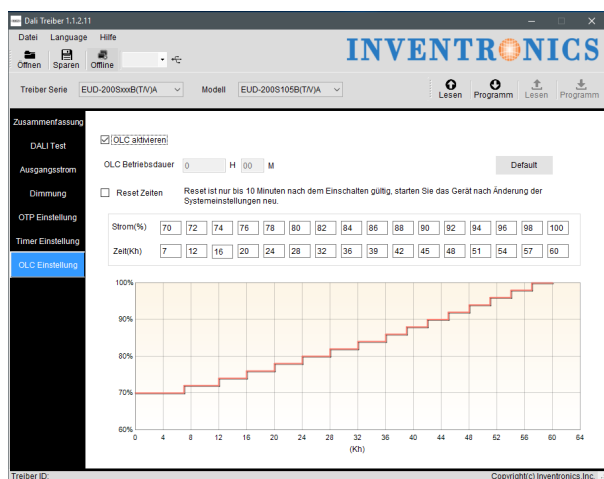 Dali Treiber 1.1.2.11
Datei Language Hilfe
Öffnen Sparen Offline
INVENTRONICS
Treiber Serie EUD-200SxxxB(T/V)A Modell EUD-200S105B(T/V)A
Lesen Programm Lesen Programm
Zusammenfassung
DALI Test
Ausgangsstrom
Dimmung
OTP Einstellung
Timer Einstellung
OLC Einstellung
OLC aktivieren
OLC Betriebsdauer 0 H 00 M Default
Reset Zeiten Reset ist nur bis 10 Minuten nach dem Einschalten gültig, starten Sie das Gerät nach Änderung der
Systemeinstellungen neu.
Strom(%) 70 72 74 76 78 80 82 84 86 88 90 92 94 96 98 100
Zeit(Kh) 7 12 16 20 24 28 32 36 39 42 45 48 51 54 57 60
100%
90%
80%
70%
60%
0 4 8 12 16 20 24 28 32 36 40 44 48 52 56 60 64
(Kh)
Treiber ID: Copyright(c) Inventronics.Inc.